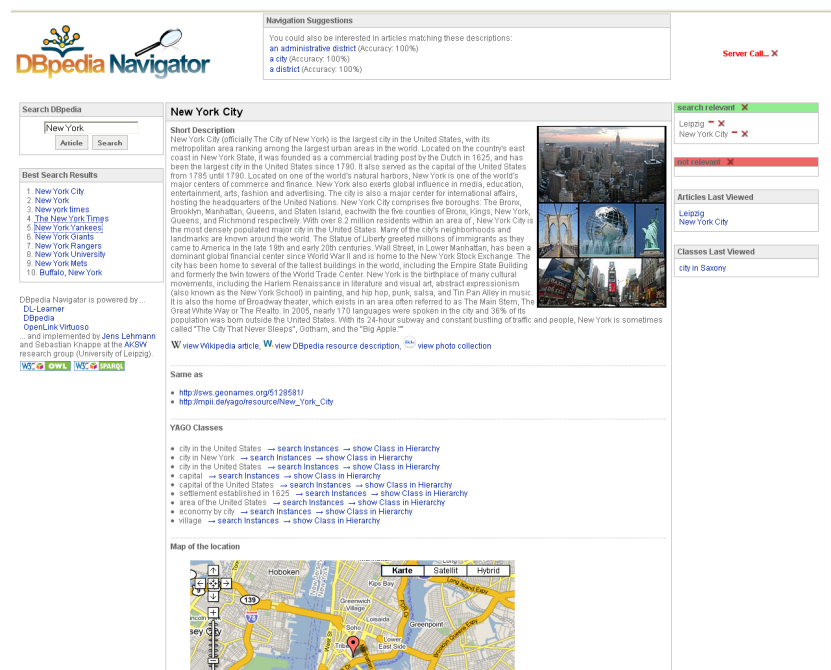 DBpedia Navigator
Navigation Suggestions
You could also be interested in articles matching these descriptions:
an administrative district (Accuracy: 100%)
a city (Accuracy: 100%)
a district (Accuracy: 100%)
Server Call...
Search DBpedia
New York
Article Search
Best Search Results
1. New York City
2. New York
3. New york times
4. The New York Times
5. New York Yankees
6. New York Giants
7. New York Rangers
8. New York University
9. New York Mets
10. Buffalo, New York
DBpedia Navigator is powered by ...
DL-Learner
DBpedia
OpenLink Virtuoso
... and implemented by Jens Lehmann
and Sebastian Knappe at the AKSW
research group (University of Leipzig).
W3C OWL W3C SPARQL
New York City
Short Description
New York City (officially The City of New York) is the largest city in the United States, with its
metropolitan area ranking among the largest urban areas in the world. Located on the country's east
coast in New York State, it was founded as a commercial trading post by the Dutch in 1625, and has
been the largest city in the United States since 1790. It also served as the capital of the United States
from 1785 until 1790. Located on one of the world's natural harbors, New York is one of the world's
major centers of commerce and finance. New York also exerts global influence in media, education,
entertainment, arts, fashion and advertising. The city is also a major center for international affairs,
hosting the headquarters of the United Nations. New York City comprises five boroughs: The Bronx,
Brooklyn, Manhattan, Queens, and Staten Island, eachwith the five counties of Bronx, Kings, New York,
Queens, and Richmond respectively. With over 8.2 million residents within an area of , New York City is
the most densely populated major city in the United States. Many of the city's neighborhoods and
landmarks are known around the world. The Statue of Liberty greeted millions of immigrants as they
came to America in the late 19th and early 20th centuries. Wall Street, in Lower Manhattan, has been a
dominant global financial center since World War II and is home to the New York Stock Exchange. The
city has been home to several of the tallest buildings in the world, including the Empire State Building
and formerly the twin towers of the World Trade Center. New York is the birthplace of many cultural
movements, including the Harlem Renaissance in literature and visual art, abstract expressionism
(also known as the New York School) in painting, and hip hop, punk, salsa, and Tin Pan Alley in music.
It is also the home of Broadway theater, which exists in an area often referred to as The Main Stem, The
Great White Way or The Realto. In 2005, nearly 170 languages were spoken in the city and 36% of its
population was born outside the United States. With its 24-hour subway and constant bustling of traffic and people, New York is sometimes
called "The City That Never Sleeps", Gotham, and the "Big Apple.""
W view Wikipedia article, W. view DBpedia resource description, view photo collection
Same as
http://sws.geonames.org/5128581/
http://mpii.de/yago/resource/New_York_City
YAGO Classes
city in the United States → search Instances → show Class in Hierarchy
city in New York → search Instances → show Class in Hierarchy
city in the United States → search Instances → show Class in Hierarchy
capital → search Instances → show Class in Hierarchy
capital of the United States → search Instances → show Class in Hierarchy
settlement established in 1625 → search Instances → show Class in Hierarchy
area of the United States → search Instances → show Class in Hierarchy
economy by city → search Instances → show Class in Hierarchy
village → search Instances → show Class in Hierarchy
Map of the location
Karte Satellit Hybrid
Hoboken
Kips Bay
Long Island Expy
139
78
Greenwich
Village
Loisaida
Greenpoint
Soho
Lower
East Side
West St
search relevant
Leipzig
New York City
not relevant
Articles Last Viewed
Leipzig
New York City
Classes Last Viewed
city in Saxony